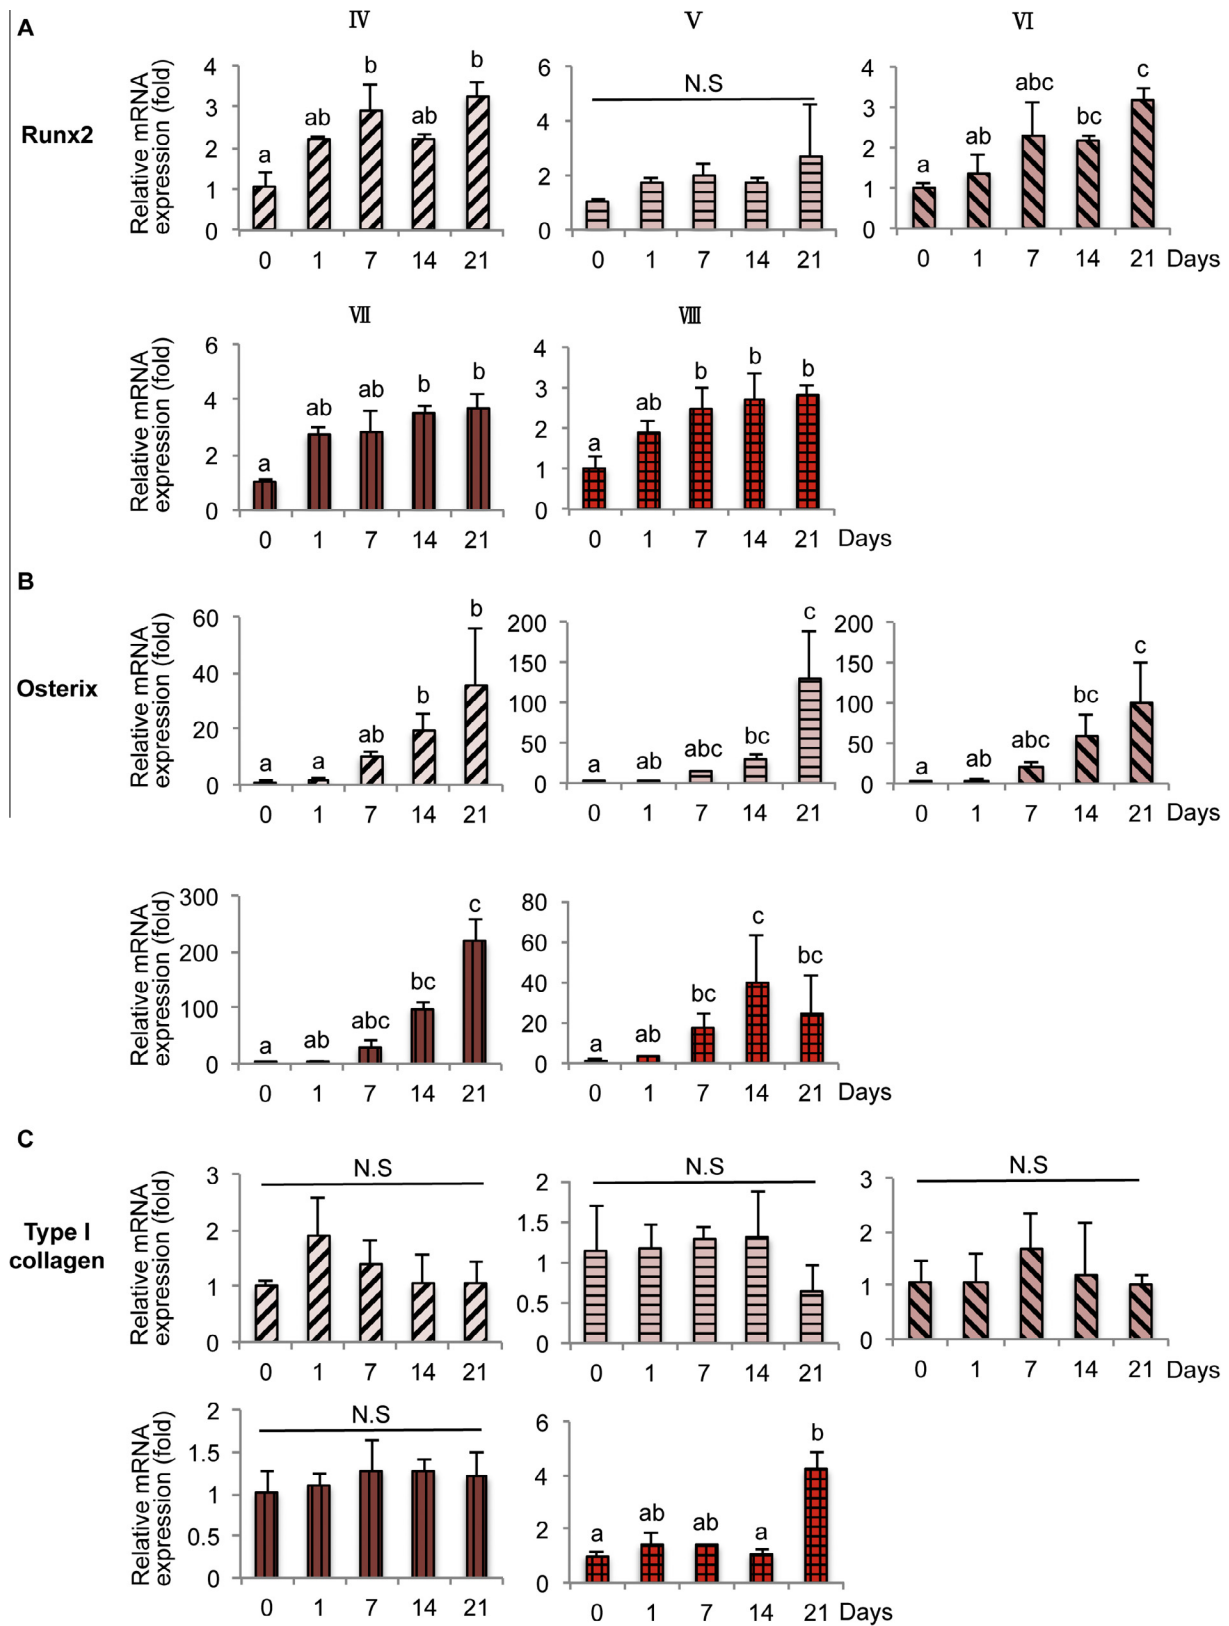 A
IV V VI
Runx2
Relative mRNA
expression (fold)
4 3 2 1 0
a ab b ab b
0 1 7 14 21
6 4 2 0
N.S
0 1 7 14 21
4 3 2 1 0
a ab abc bc c
0 1 7 14 21 Days
VII VIII
Relative mRNA
expression (fold)
6 4 2 0
a ab ab b b
0 1 7 14 21
4 3 2 1 0
a ab b b b
0 1 7 14 21 Days
B
Osterix
Relative mRNA
expression (fold)
60 40 20 0
a a ab b b
0 1 7 14 21
200 150 100 50 0
a ab abc bc c
0 1 7 14 21
200 150 100 50 0
a ab abc bc c
0 1 7 14 21 Days
Relative mRNA
expression (fold)
300 200 100 0
a ab abc bc c
0 1 7 14 21
80 60 40 20 0
a ab bc c bc
0 1 7 14 21 Days
C
Type I
collagen
Relative mRNA
expression (fold)
3 2 1 0
N.S
0 1 7 14 21
2 1.5 1 0.5 0
N.S
0 1 7 14 21
3 2 1 0
N.S
0 1 7 14 21 Days
Relative mRNA
expression (fold)
2 1.5 1 0.5 0
N.S
0 1 7 14 21
6 4 2 0
a ab ab a b
0 1 7 14 21 Days